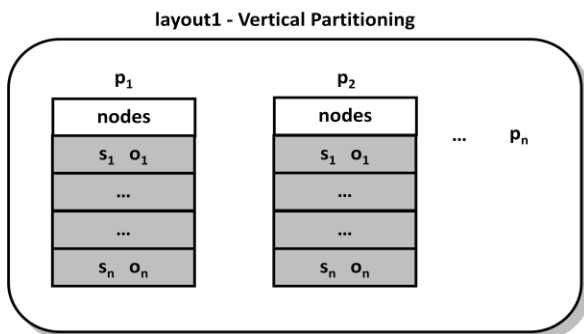 layout1 - Vertical Partitioning
p₁ p₂
nodes nodes ... pₙ
s₁ o₁ s₁ o₁
... ...
... ...
sₙ oₙ sₙ oₙ